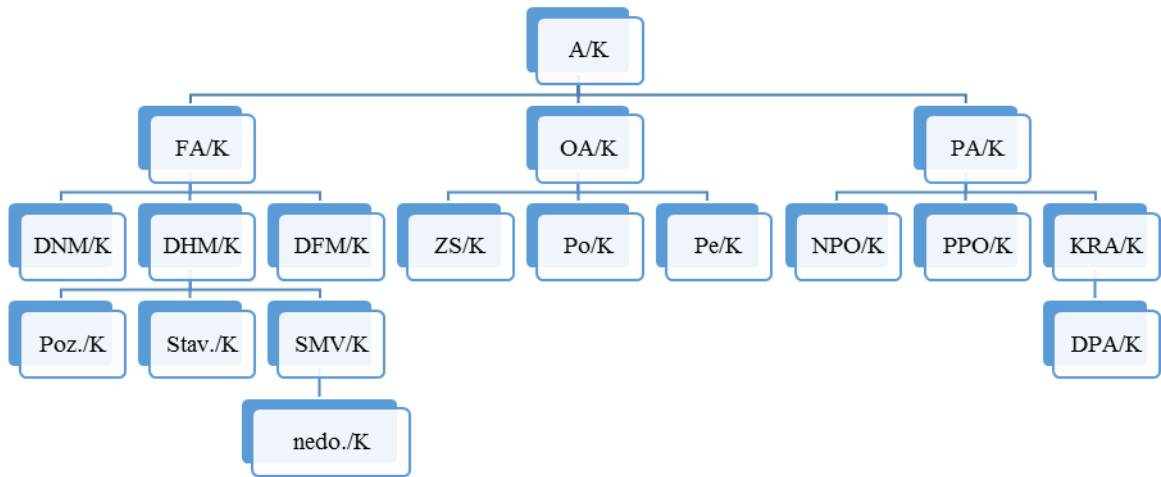 A/K
FA/K
OA/K
PA/K
DNM/K
DHM/K
DFM/K
ZS/K
Po/K
Pe/K
NPO/K
PPO/K
KRA/K
Poz./K
Stav./K
SMV/K
DPA/K
nedo./K